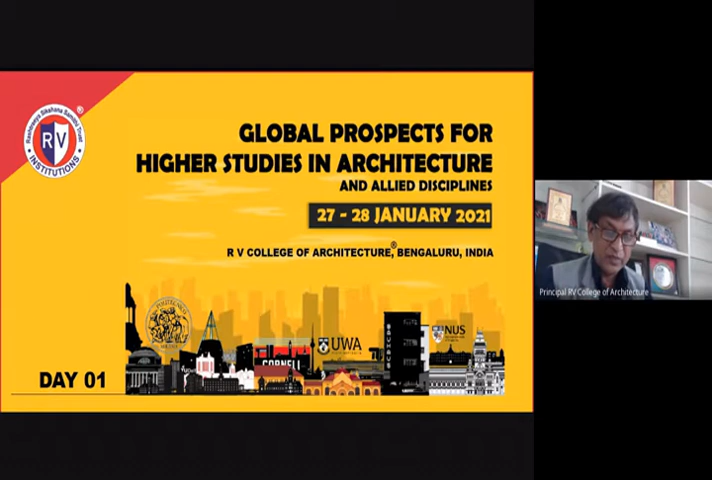 Rashtreeya Sikshana Samithi Trust
®
RV
INSTITUTIONS
GLOBAL PROSPECTS FOR
HIGHER STUDIES IN ARCHITECTURE
AND ALLIED DISCIPLINES
27 - 28 JANUARY 2021
R V COLLEGE OF ARCHITECTURE,® BENGALURU, INDIA
POLITECNICO
CORNELL
UWA
NUS
DAY 01
Principal RV College of Architecture